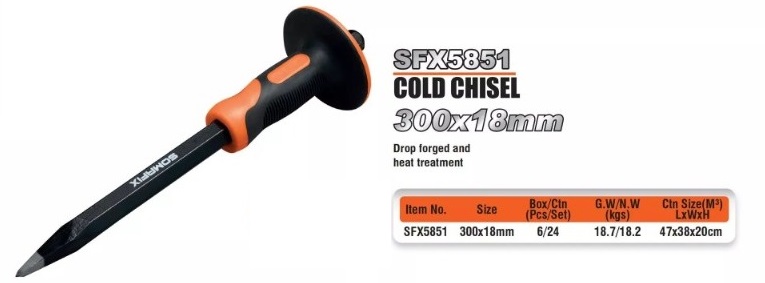 SOMAFIX
SFX5851
COLD CHISEL
300x18mm
Drop forged and
heat treatment
Item No. Size Box/Ctn (Pcs/Set) G.W/N.W (kgs) Ctn Size(M³) LxWxH
SFX5851 300x18mm 6/24 18.7/18.2 47x38x20cm